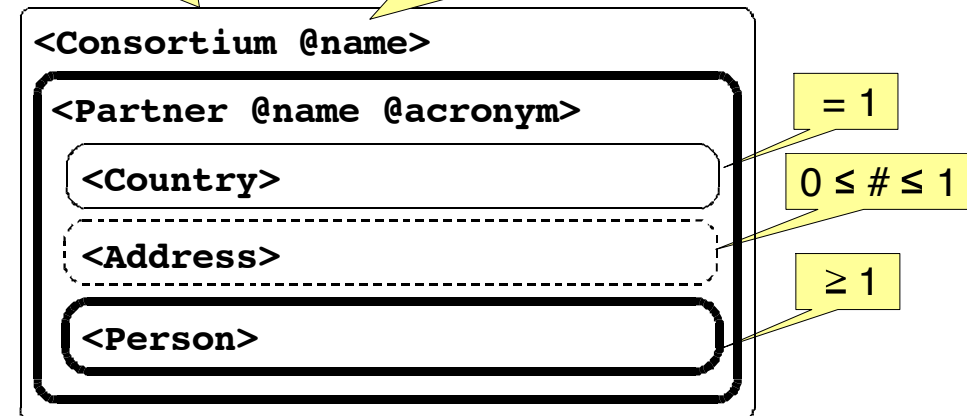 <Consortium @name>
<Partner @name @acronym>
= 1
<Country>
0 ≤ # ≤ 1
<Address>
≥ 1
<Person>